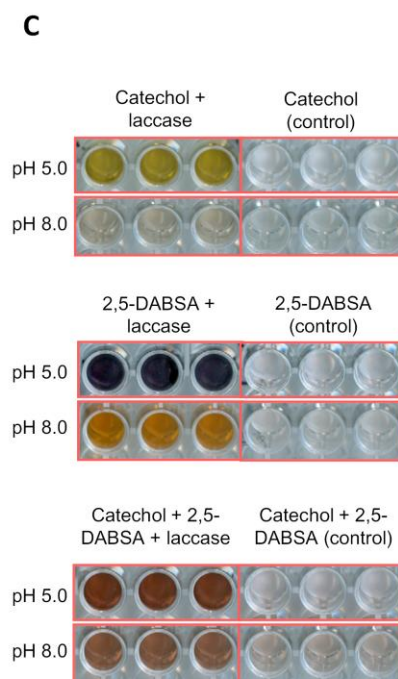 C
Catechol + Catechol
laccase (control)
pH 5.0
pH 8.0
2,5-DABSA + 2,5-DABSA
laccase (control)
pH 5.0
pH 8.0
Catechol + 2,5- Catechol + 2,5-
DABSA + laccase DABSA (control)
pH 5.0
pH 8.0